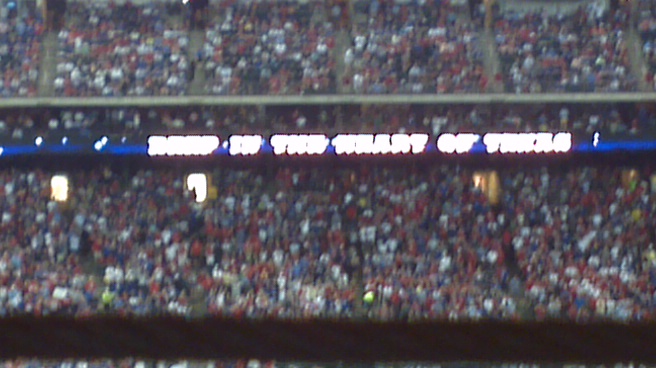 DEEP IN THE HEART OF TEXAS